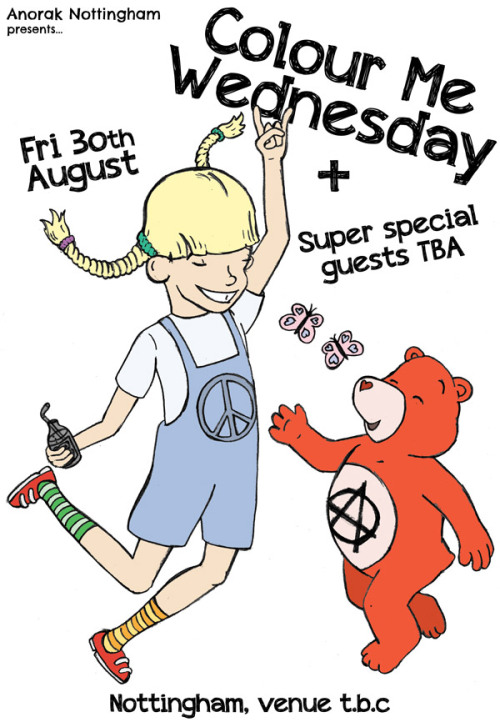 Anorak Nottingham
presents...
Colour Me
Wednesday
Fri 30th
August
+
Super special
guests TBA
Nottingham, venue t.b.c